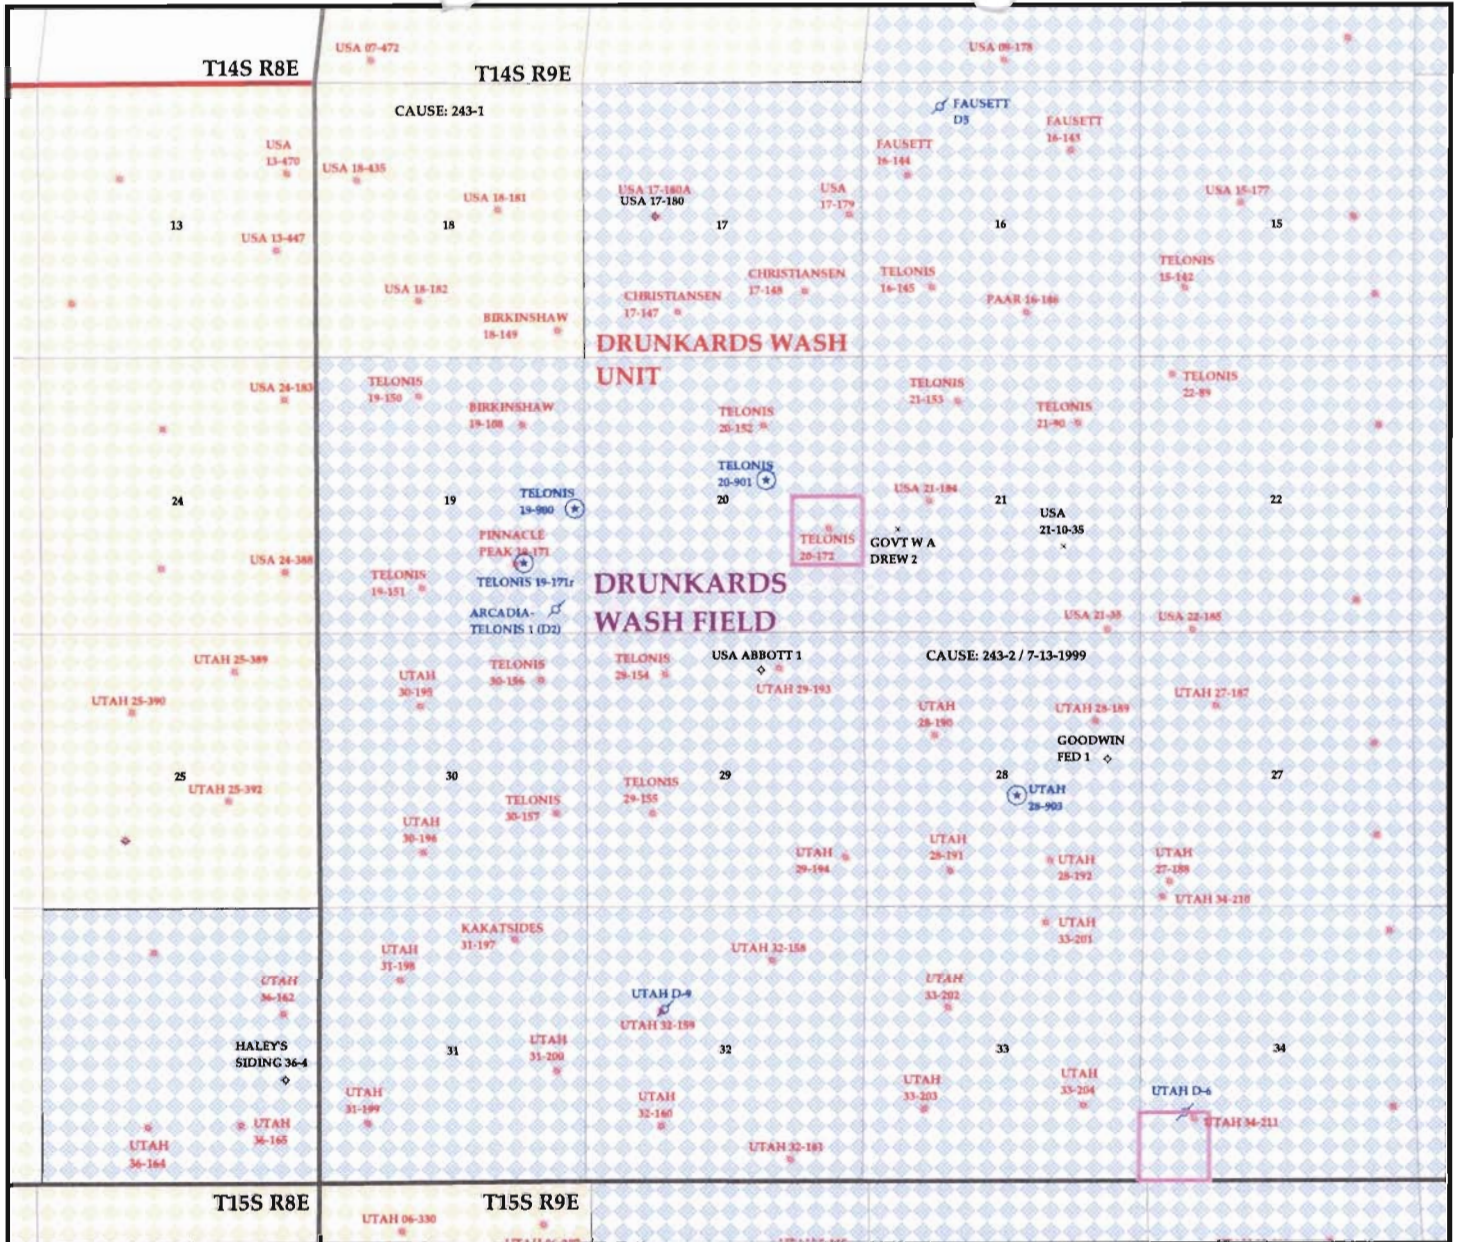 USA 07-472
USA 08-178
T14S R8E
T14S R9E
CAUSE: 243-1
FAUSETT
D3
FAUSETT
16-143
FAUSETT
16-144
USA
13-470
USA 18-435
USA 18-181
USA 17-180A
USA 17-180
USA
17-179
USA 15-177
13
18
17
16
15
USA 13-447
TELONIS
15-142
CHRISTIANSEN
17-148
TELONIS
16-145
USA 18-182
CHRISTIANSEN
17-147
PAAR 16-146
BIRKINSHAW
18-149
DRUNKARDS WASH
UNIT
USA 24-183
TELONIS
19-150
TELONIS
21-153
TELONIS
22-89
BIRKINSHAW
19-108
TELONIS
20-152
TELONIS
21-90
TELONIS
20-901
USA 21-184
TELONIS
19-900
24
19
20
21
22
USA
21-10-35
PINNACLE
PEAK 19-171
TELONIS
20-172
GOVT W A
DREW 2
USA 24-388
TELONIS
19-151
TELONIS 19-171r
DRUNKARDS
WASH FIELD
ARCADIA-
TELONIS 1 (D2)
USA 21-35
USA 22-185
UTAH 25-389
TELONIS
30-156
TELONIS
29-154
USA ABBOTT 1
CAUSE: 243-2 / 7-13-1999
UTAH
30-195
UTAH 29-193
UTAH 25-390
UTAH
28-190
UTAH 28-189
UTAH 27-187
GOODWIN
FED 1
25
30
29
28
27
UTAH 25-392
TELONIS
29-155
UTAH
28-903
TELONIS
30-157
UTAH
30-196
UTAH
29-194
UTAH
28-191
UTAH
28-192
UTAH
27-188
UTAH 34-210
KAKATSIDES
31-197
UTAH
33-201
UTAH
31-198
UTAH 32-158
UTAH
36-162
UTAH D-9
UTAH
33-202
UTAH 32-159
HALEY'S
SIDING 36-4
UTAH
31-200
31
32
33
34
UTAH
31-199
UTAH
32-160
UTAH
33-203
UTAH
33-204
UTAH D-6
UTAH 34-211
UTAH
36-165
UTAH
36-164
UTAH 32-161
T15S R8E
T15S R9E
UTAH 06-330